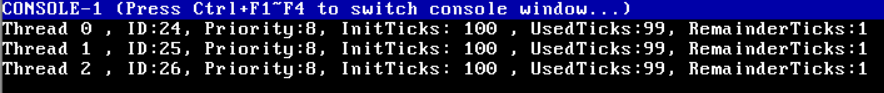 CONSOLE-1 (Press Ctrl+F1~F4 to switch console window...)
Thread 0 , ID:24, Priority:8, InitTicks: 100 , UsedTicks:99, RemainderTicks:1
Thread 1 , ID:25, Priority:8, InitTicks: 100 , UsedTicks:99, RemainderTicks:1
Thread 2 , ID:26, Priority:8, InitTicks: 100 , UsedTicks:99, RemainderTicks:1